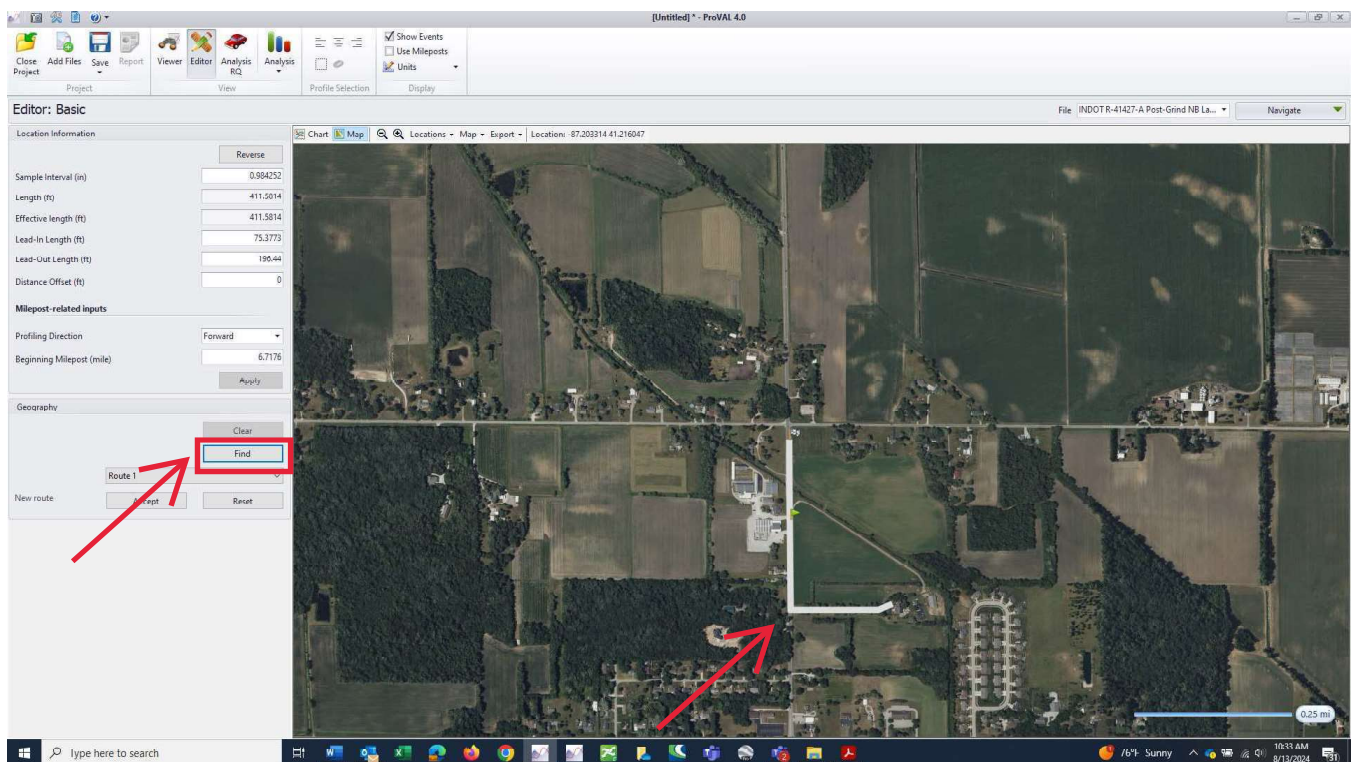 [Untitled] * - ProVAL 4.0
Close Project
Add Files
Save
Report
Viewer
Editor
Analysis RQ
Analysis
Show Events
Use Mileposts
Units
Project
View
Profile Selection
Display
Editor: Basic
File INDOT R-41427-A Post-Grind NB La...
Navigate
Location Information
Chart Map Locations Map Export Location: -87.203314 41.216047
Reverse
Sample Interval (in) 0.984252
Length (ft) 411.5814
Effective length (ft) 411.5814
Lead-In Length (ft) 75.3773
Lead-Out Length (ft) 196.44
Distance Offset (ft) 0
Milepost-related inputs
Profiling Direction Forward
Beginning Milepost (mile) 6.7176
Apply
Geography
Clear
Find
Route 1
New route Accept Reset
0.25 mi
Type here to search
76°F Sunny
10:33 AM
8/13/2024